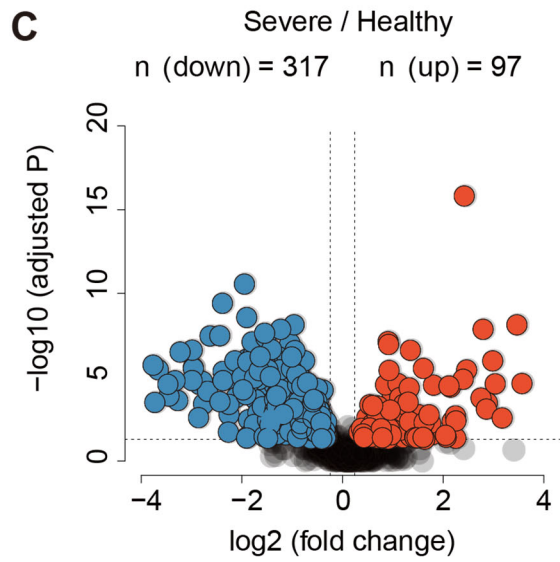 C
Severe / Healthy
n (down) = 317 n (up) = 97
−log10 (adjusted P)
20
15
10
5
0
−4 −2 0 2 4
log2 (fold change)